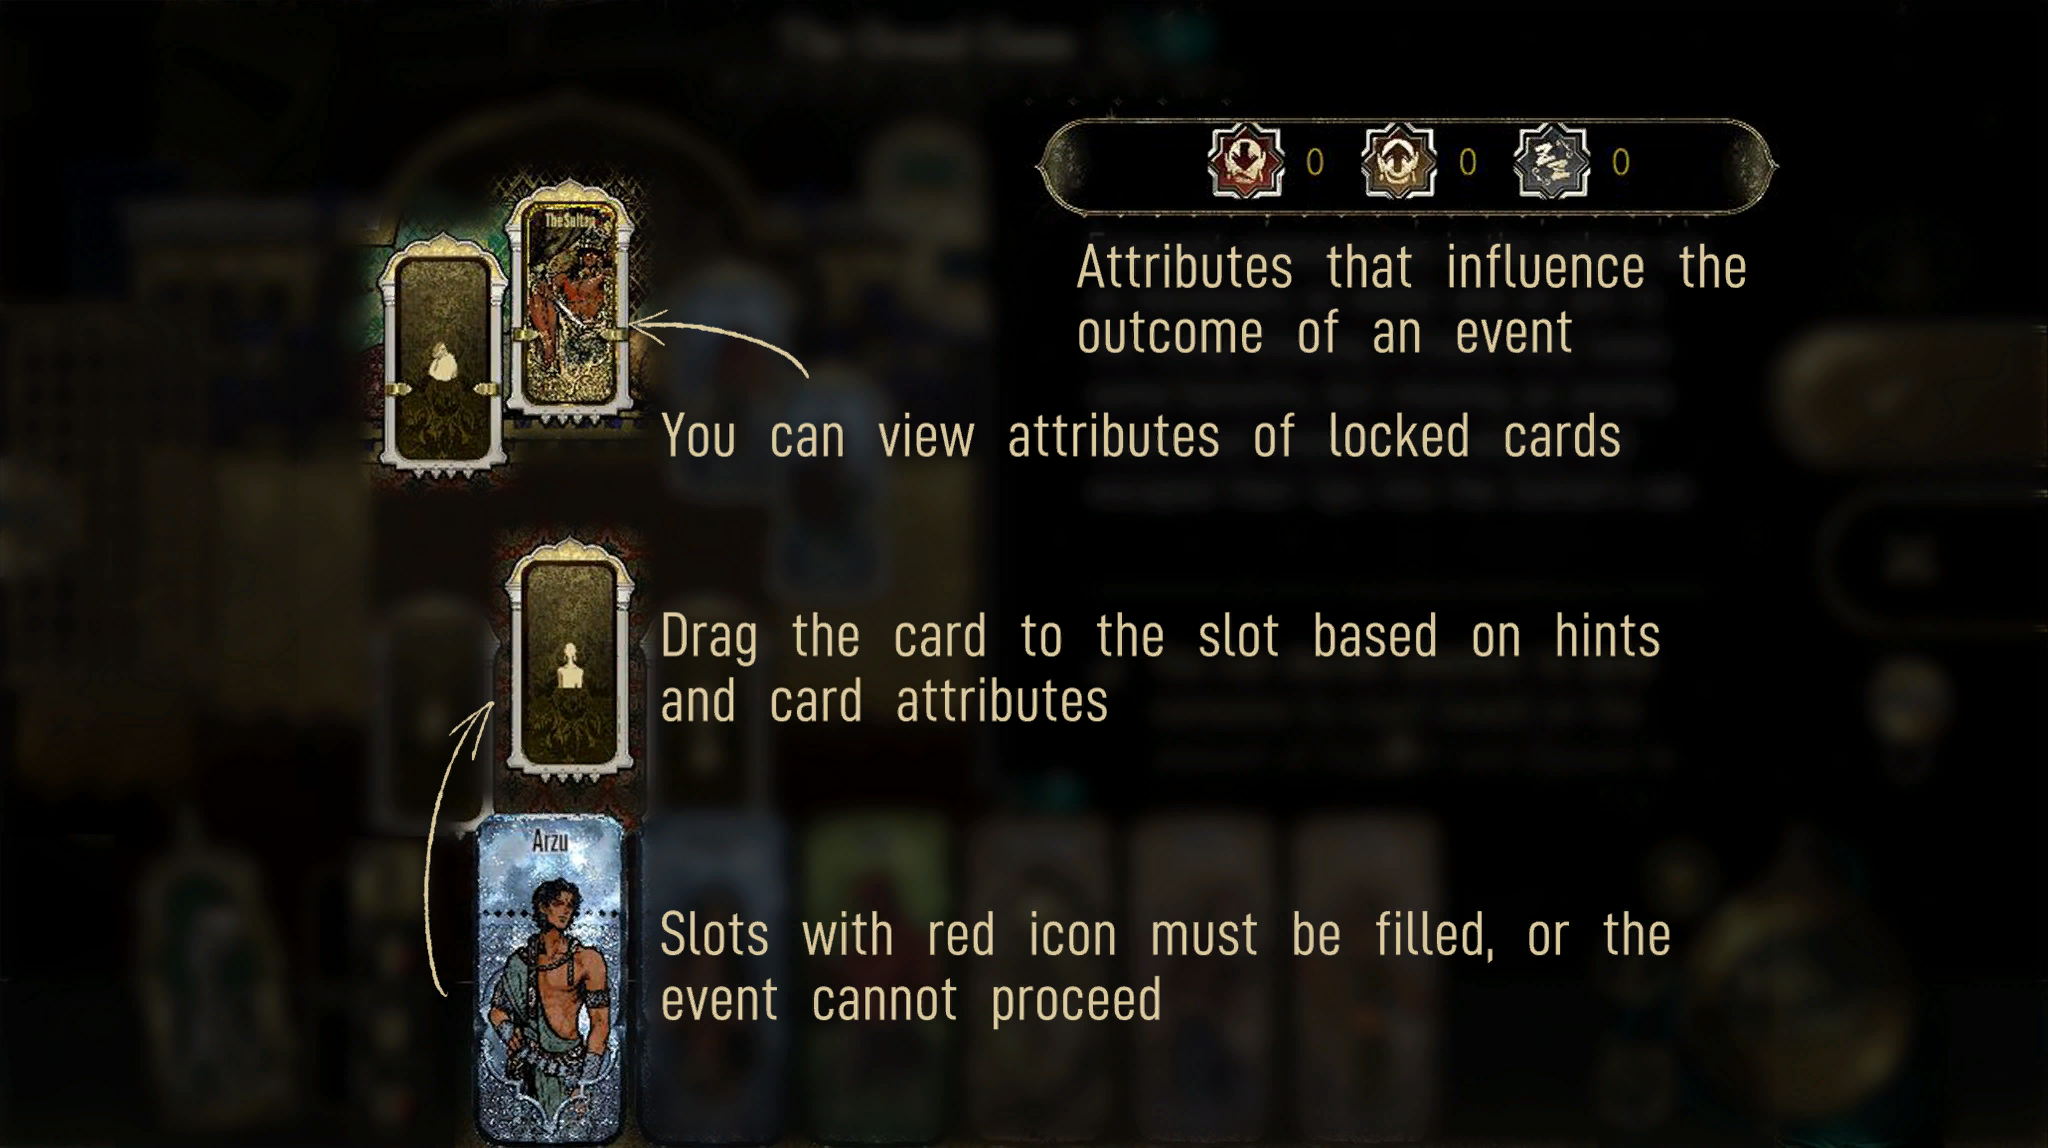 The Sultan
0 0 0
Attributes that influence the
outcome of an event
You can view attributes of locked cards
Drag the card to the slot based on hints
and card attributes
Arzu
Slots with red icon must be filled, or the
event cannot proceed